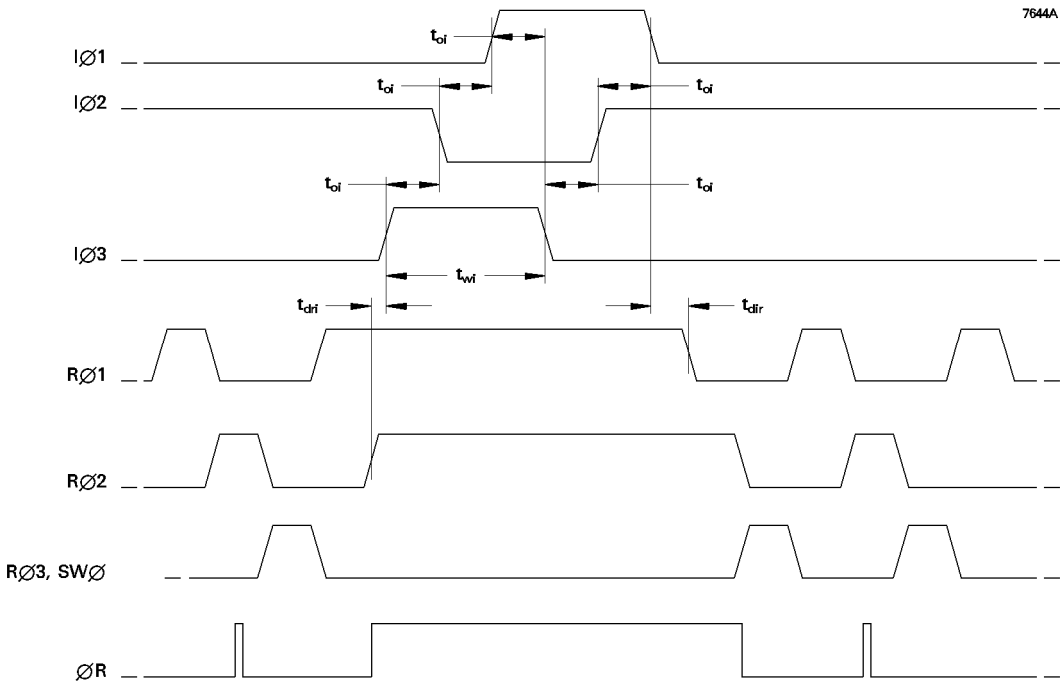 7644A
t_oi
IØ1
t_oi t_oi
IØ2
t_oi t_oi
IØ3
t_wi
t_dri t_dir
RØ1
RØ2
RØ3, SWØ
ØR